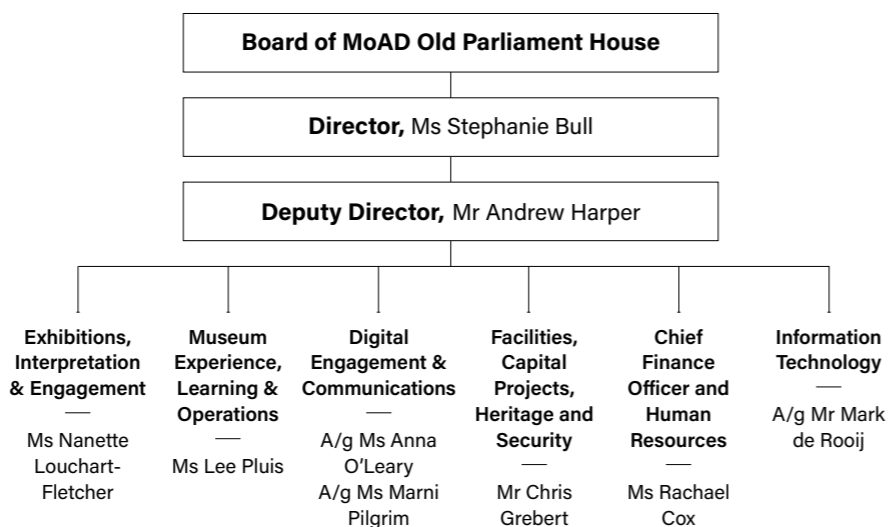 Board of MoAD Old Parliament House
Director, Ms Stephanie Bull
Deputy Director, Mr Andrew Harper
Exhibitions,
Interpretation
& Engagement
Ms Nanette
Louchart-
Fletcher
Museum
Experience,
Learning &
Operations
Ms Lee Pluis
Digital
Engagement &
Communications
A/g Ms Anna
O'Leary
A/g Ms Marni
Pilgrim
Facilities,
Capital
Projects,
Heritage and
Security
Mr Chris
Grebert
Chief
Finance
Officer and
Human
Resources
Ms Rachael
Cox
Information
Technology
A/g Mr Mark
de Rooij